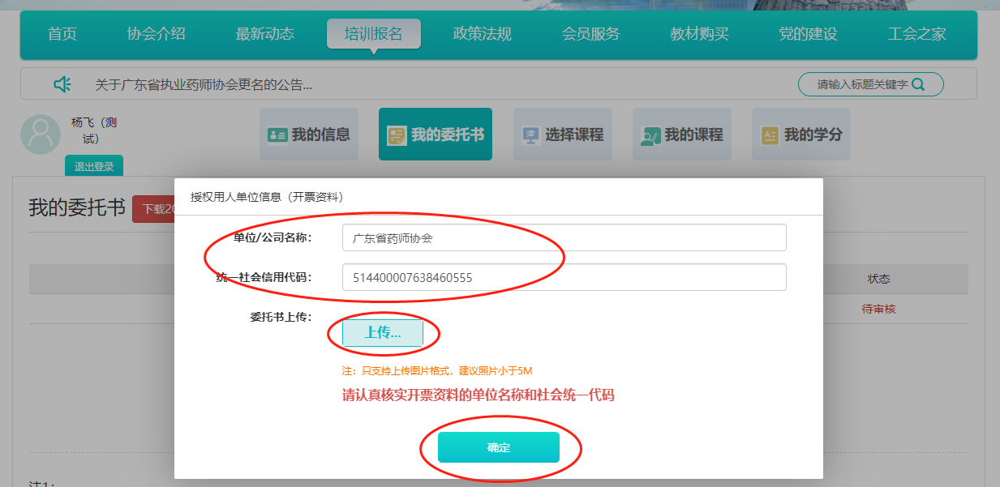 首页 协会介绍 最新动态 培训报名 政策法规 会员服务 教材购买 党的建设 工会之家
关于广东省执业药师协会更名的公告...
请输入标题关键字
杨飞（测
试）
退出登录
我的信息 我的委托书 选择课程 我的课程 我的学分
授权用人单位信息（开票资料）
我的委托书 下载20
单位/公司名称： 广东省药师协会
统一社会信用代码： 514400007638460555
状态
委托书上传： 上传...
待审核
注：只支持上传图片格式，建议照片小于5M
请认真核实开票资料的单位名称和社会统一代码
确定
注1：